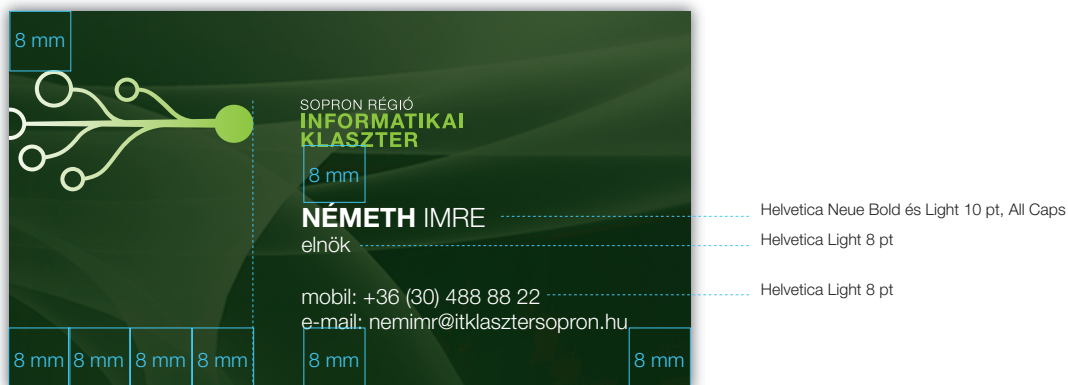 8 mm
SOPRON RÉGIÓ
INFORMATIKAI
KLASZTER
8 mm
NÉMETH IMRE
Helvetica Neue Bold és Light 10 pt, All Caps
elnök
Helvetica Light 8 pt
mobil: +36 (30) 488 88 22
Helvetica Light 8 pt
e-mail: nemimr@itklasztersopron.hu
8 mm 8 mm 8 mm 8 mm 8 mm 8 mm